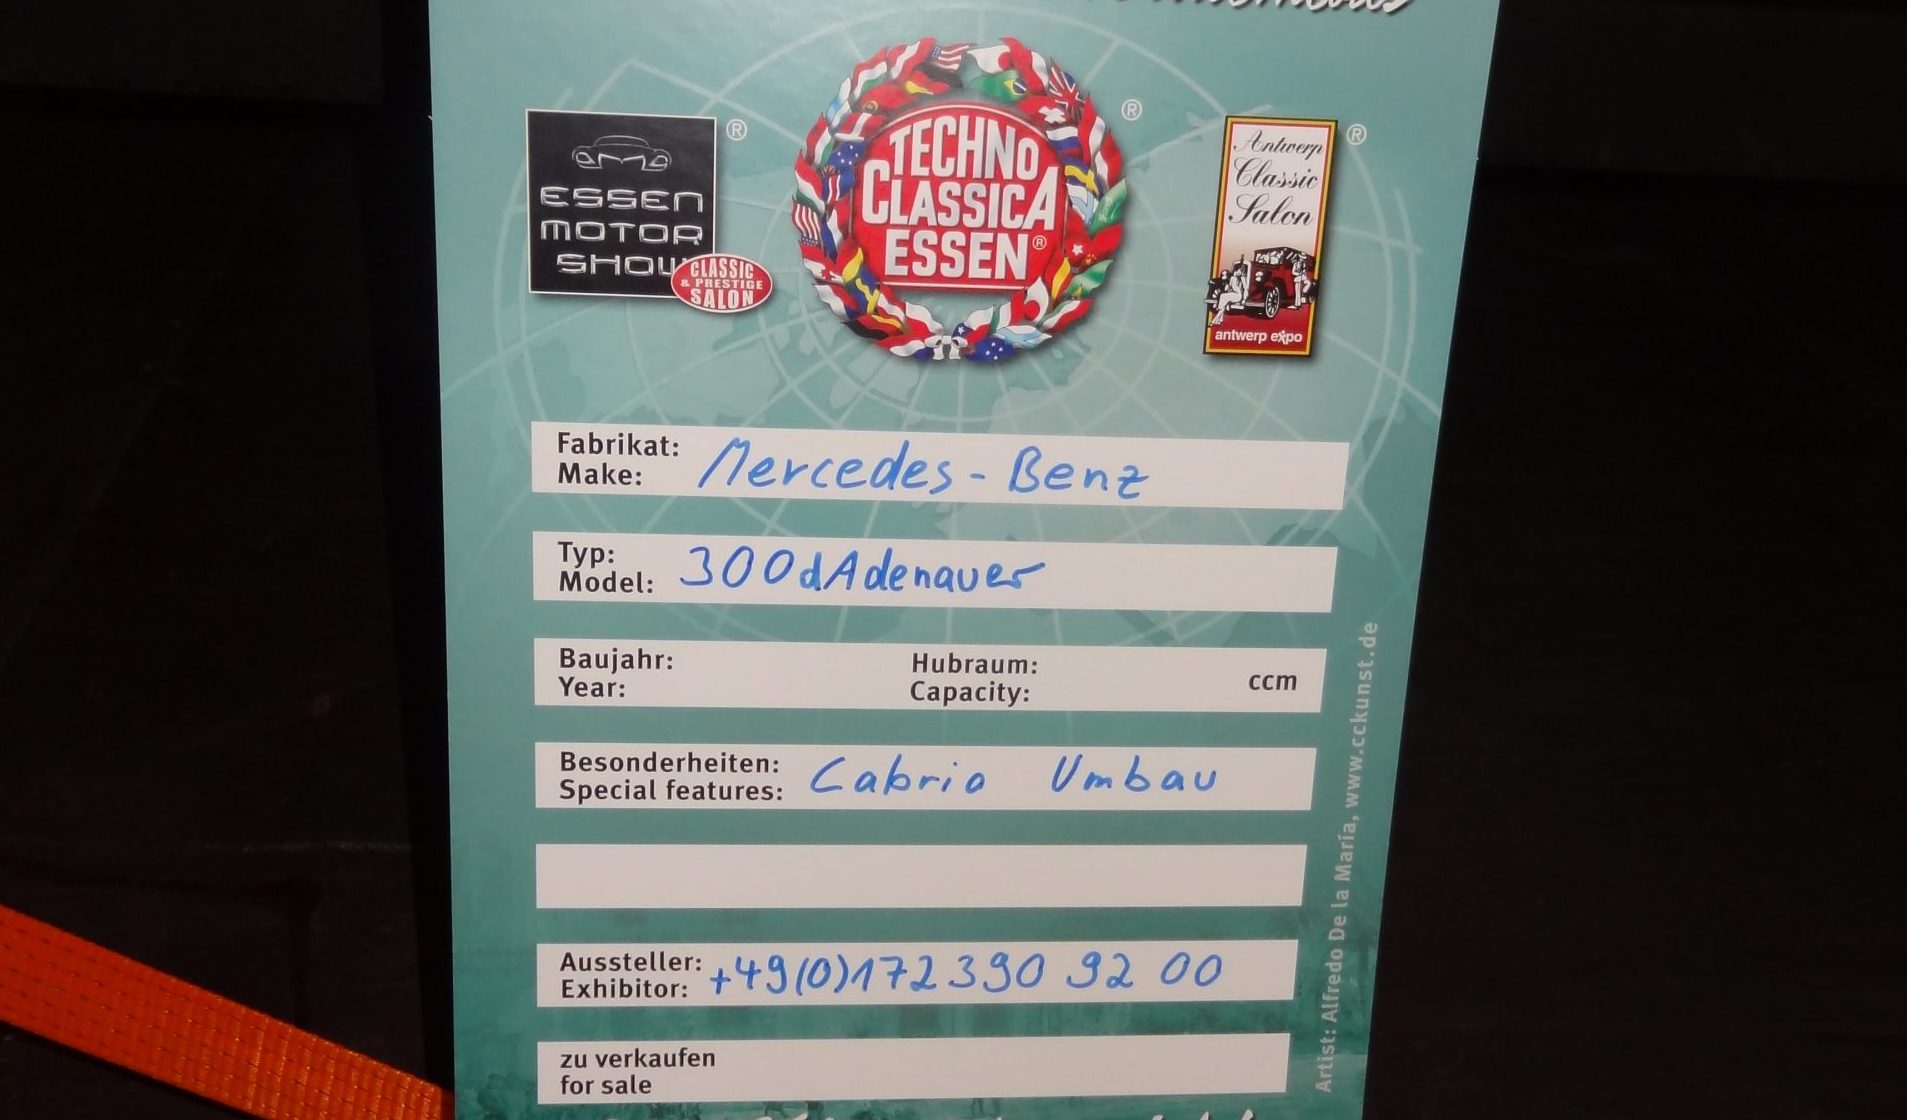 ESSEN
MOTOR
SHOW
CLASSIC
& PRESTIGE
SALON
®
TECHNO
CLASSICA
ESSEN®
®
Antwerp
Classic
Salon
antwerp expo
®
Fabrikat:
Make: Mercedes-Benz
Typ:
Model: 300dAdenauer
Baujahr: Hubraum:
Year: Capacity: ccm
Besonderheiten:
Special features: Cabrio Umbau
Aussteller:
Exhibitor: +49(0)172 390 92 00
zu verkaufen
for sale
Artist: Alfredo De la María, www.cckunst.de